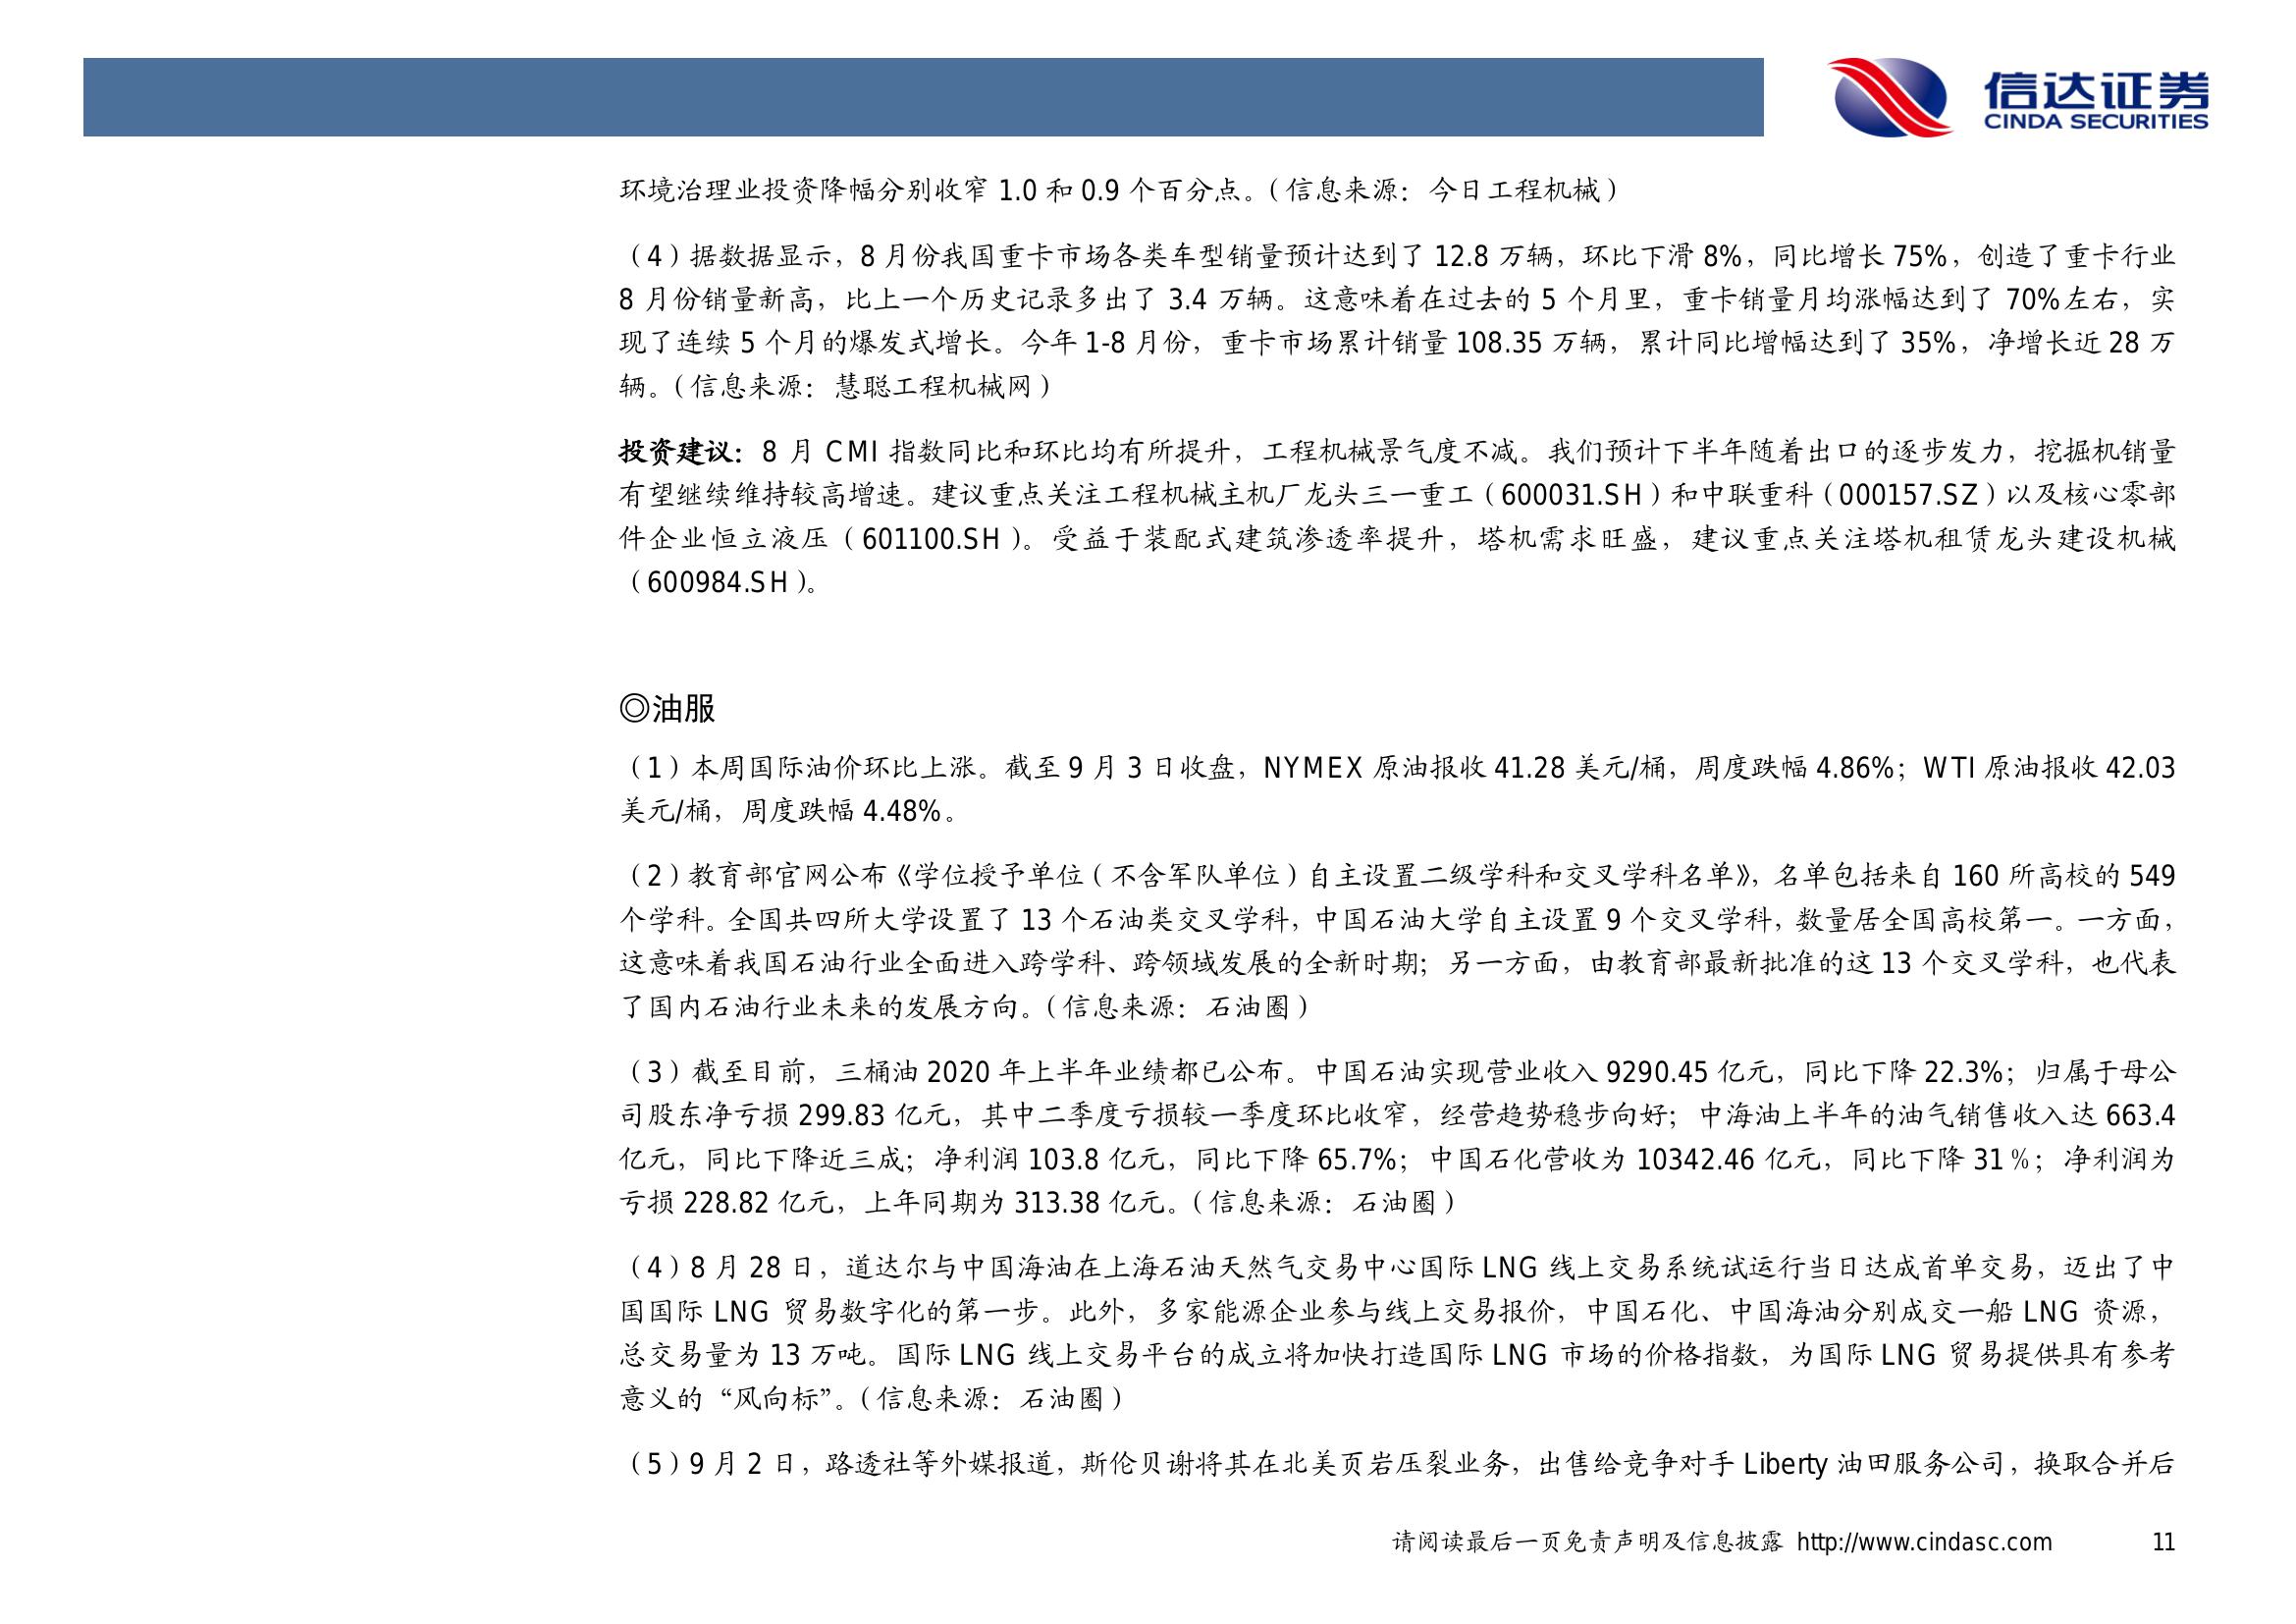 信达证券
CINDA SECURITIES
环境治理业投资降幅分别收窄 1.0 和 0.9 个百分点。（信息来源：今日工程机械）
（4）据数据显示，8 月份我国重卡市场各类车型销量预计达到了 12.8 万辆，环比下滑 8%，同比增长 75%，创造了重卡行业
8 月份销量新高，比上一个历史记录多出了 3.4 万辆。这意味着在过去的 5 个月里，重卡销量月均涨幅达到了 70%左右，实
现了连续 5 个月的爆发式增长。今年 1-8 月份，重卡市场累计销量 108.35 万辆，累计同比增幅达到了 35%，净增长近 28 万
辆。（信息来源：慧聪工程机械网）
投资建议：8 月 CMI 指数同比和环比均有所提升，工程机械景气度不减。我们预计下半年随着出口的逐步发力，挖掘机销量
有望继续维持较高增速。建议重点关注工程机械主机厂龙头三一重工（600031.SH）和中联重科（000157.SZ）以及核心零部
件企业恒立液压（601100.SH）。受益于装配式建筑渗透率提升，塔机需求旺盛，建议重点关注塔机租赁龙头建设机械
（600984.SH）。
◎油服
（1）本周国际油价环比上涨。截至 9 月 3 日收盘，NYMEX 原油报收 41.28 美元/桶，周度跌幅 4.86%；WTI 原油报收 42.03
美元/桶，周度跌幅 4.48%。
（2）教育部官网公布《学位授予单位（不含军队单位）自主设置二级学科和交叉学科名单》，名单包括来自 160 所高校的 549
个学科。全国共四所大学设置了 13 个石油类交叉学科，中国石油大学自主设置 9 个交叉学科，数量居全国高校第一。一方面，
这意味着我国石油行业全面进入跨学科、跨领域发展的全新时期；另一方面，由教育部最新批准的这 13 个交叉学科，也代表
了国内石油行业未来的发展方向。（信息来源：石油圈）
（3）截至目前，三桶油 2020 年上半年业绩都已公布。中国石油实现营业收入 9290.45 亿元，同比下降 22.3%；归属于母公
司股东净亏损 299.83 亿元，其中二季度亏损较一季度环比收窄，经营趋势稳步向好；中海油上半年的油气销售收入达 663.4
亿元，同比下降近三成；净利润 103.8 亿元，同比下降 65.7%；中国石化营收为 10342.46 亿元，同比下降 31％；净利润为
亏损 228.82 亿元，上年同期为 313.38 亿元。（信息来源：石油圈）
（4）8 月 28 日，道达尔与中国海油在上海石油天然气交易中心国际 LNG 线上交易系统试运行当日达成首单交易，迈出了中
国国际 LNG 贸易数字化的第一步。此外，多家能源企业参与线上交易报价，中国石化、中国海油分别成交一船 LNG 资源，
总交易量为 13 万吨。国际 LNG 线上交易平台的成立将加快打造国际 LNG 市场的价格指数，为国际 LNG 贸易提供具有参考
意义的“风向标”。（信息来源：石油圈）
（5）9 月 2 日，路透社等外媒报道，斯伦贝谢将其在北美页岩压裂业务，出售给竞争对手 Liberty 油田服务公司，换取合并后
请阅读最后一页免责声明及信息披露 http://www.cindasc.com 11